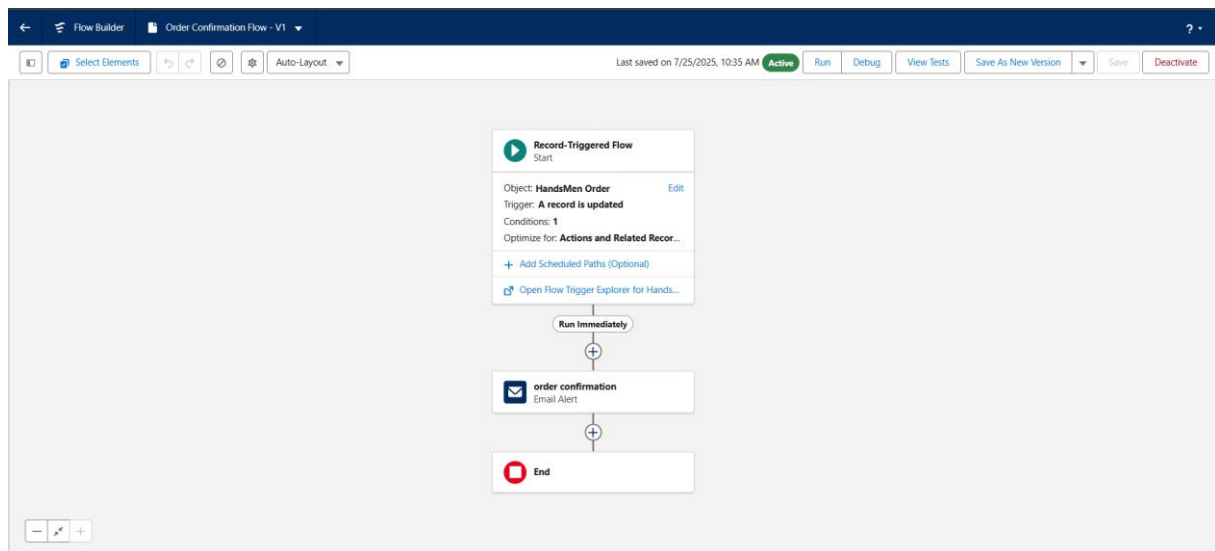 Flow Builder Order Confirmation Flow - V1 ?
Select Elements Auto-Layout Last saved on 7/25/2025, 10:35 AM Active Run Debug View Tests Save As New Version Save Deactivate
Record-Triggered Flow
Start
Object: HandsMen Order Edit
Trigger: A record is updated
Conditions: 1
Optimize for: Actions and Related Recor...
+ Add Scheduled Paths (Optional)
Open Flow Trigger Explorer for Hands...
Run Immediately
order confirmation
Email Alert
End